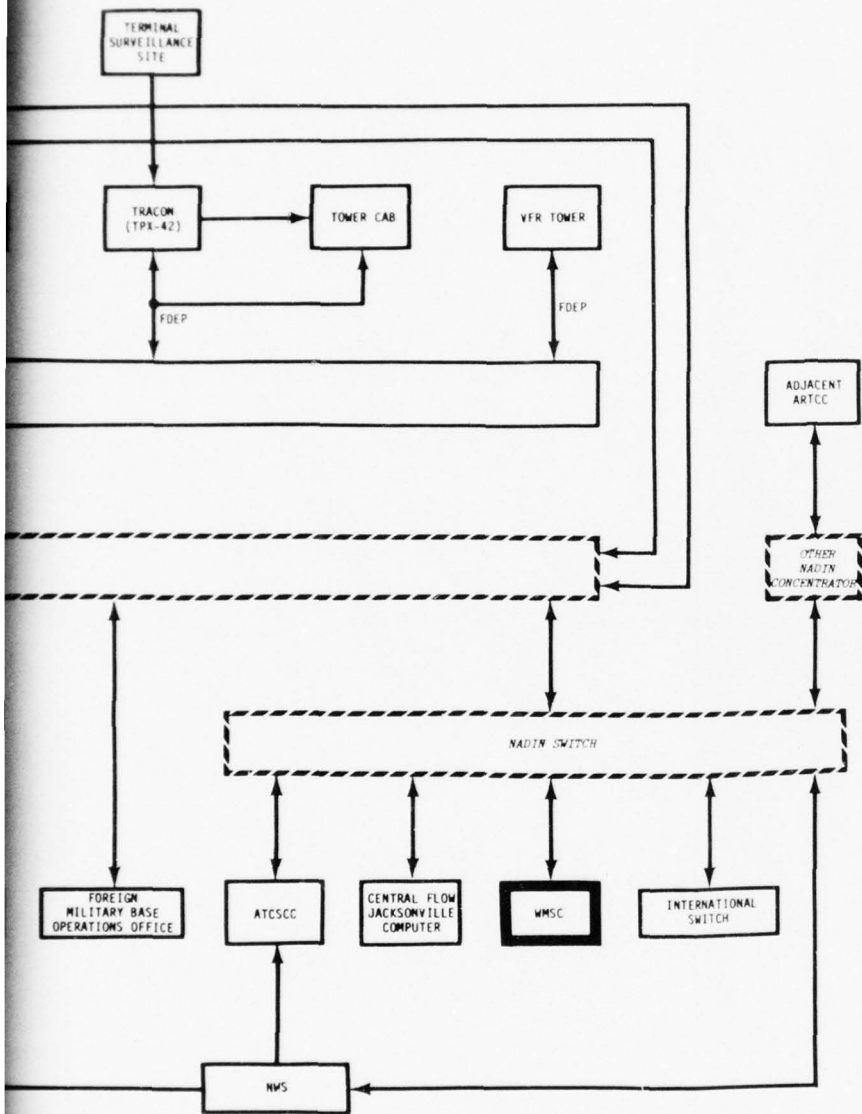 TERMINAL
SURVEILLANCE
SITE
TRACON
(TPX-42)
TOWER CAB
VFR TOWER
FDEP
FDEP
ADJACENT
ARTCC
OTHER
NADIN
CONCENTRATOR
NADIN SWITCH
FOREIGN
MILITARY BASE
OPERATIONS OFFICE
ATCSCC
CENTRAL FLOW
JACKSONVILLE
COMPUTER
WMSC
INTERNATIONAL
SWITCH
NWS